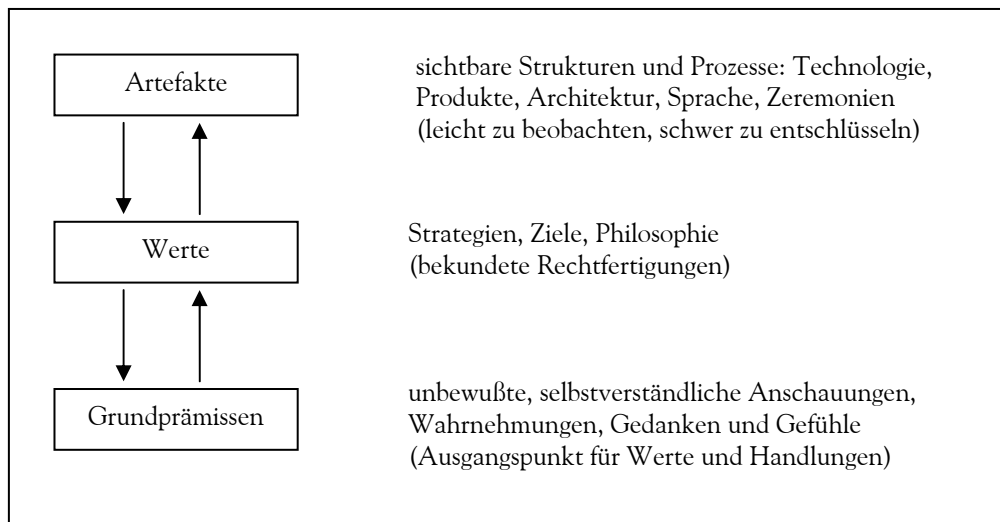 Artefakte
sichtbare Strukturen und Prozesse: Technologie,
Produkte, Architektur, Sprache, Zeremonien
(leicht zu beobachten, schwer zu entschlüsseln)
Werte
Strategien, Ziele, Philosophie
(bekundete Rechtfertigungen)
Grundprämissen
unbewußte, selbstverständliche Anschauungen,
Wahrnehmungen, Gedanken und Gefühle
(Ausgangspunkt für Werte und Handlungen)